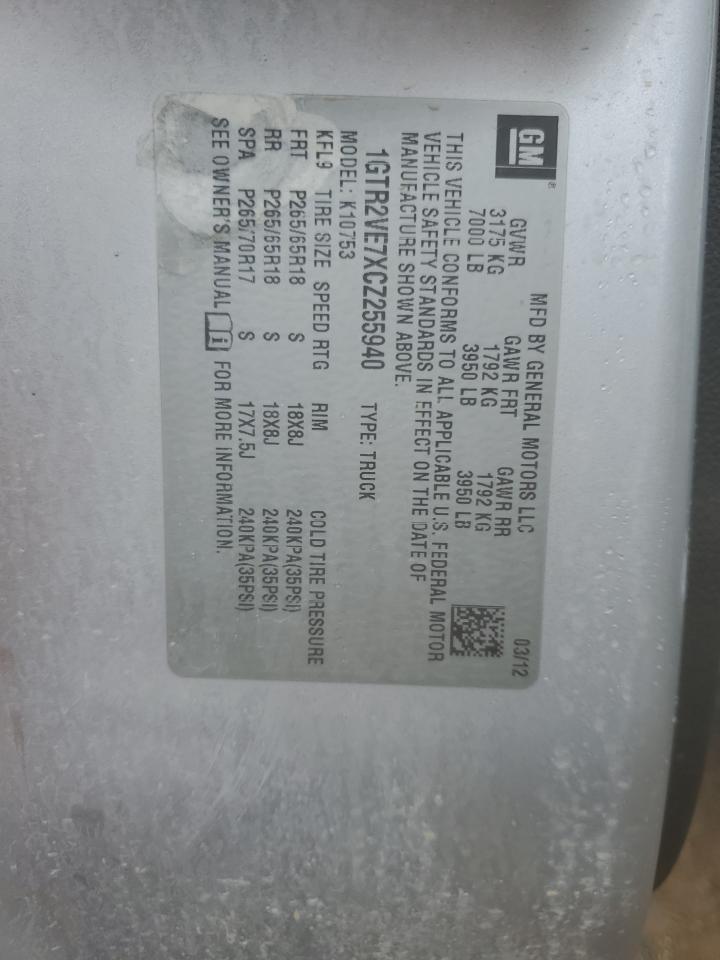 GM®
MFD BY GENERAL MOTORS LLC 03/12
GVWR GAWR FRT GAWR RR
3175 KG 1792 KG 1792 KG
7000 LB 3950 LB 3950 LB
THIS VEHICLE CONFORMS TO ALL APPLICABLE U.S. FEDERAL MOTOR
VEHICLE SAFETY STANDARDS IN EFFECT ON THE DATE OF
MANUFACTURE SHOWN ABOVE.
1GTR2VE7XCZ255940 TYPE: TRUCK
MODEL: K10753
KFL9 TIRE SIZE SPEED RTG RIM COLD TIRE PRESSURE
FRT P265/65R18 S 18X8J 240KPA(35PSI)
RR P265/65R18 S 18X8J 240KPA(35PSI)
SPA P265/70R17 S 17X7.5J 240KPA(35PSI)
SEE OWNER'S MANUAL i FOR MORE INFORMATION.